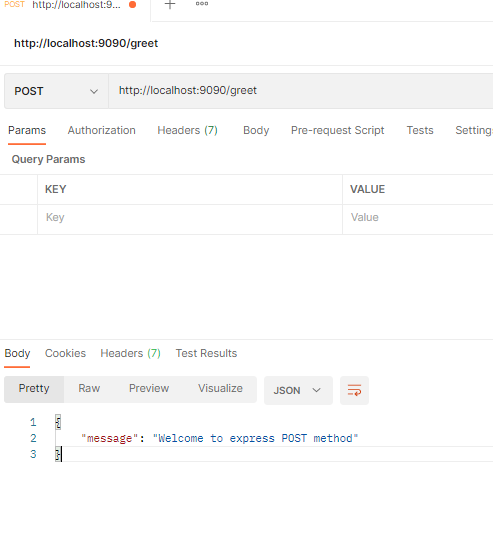 POST http://localhost:9... + ooo
http://localhost:9090/greet
POST http://localhost:9090/greet
Params Authorization Headers (7) Body Pre-request Script Tests Setting
Query Params
KEY VALUE
Key Value
Body Cookies Headers (7) Test Results
Pretty Raw Preview Visualize JSON
1 {
2 "message": "Welcome to express POST method"
3 }